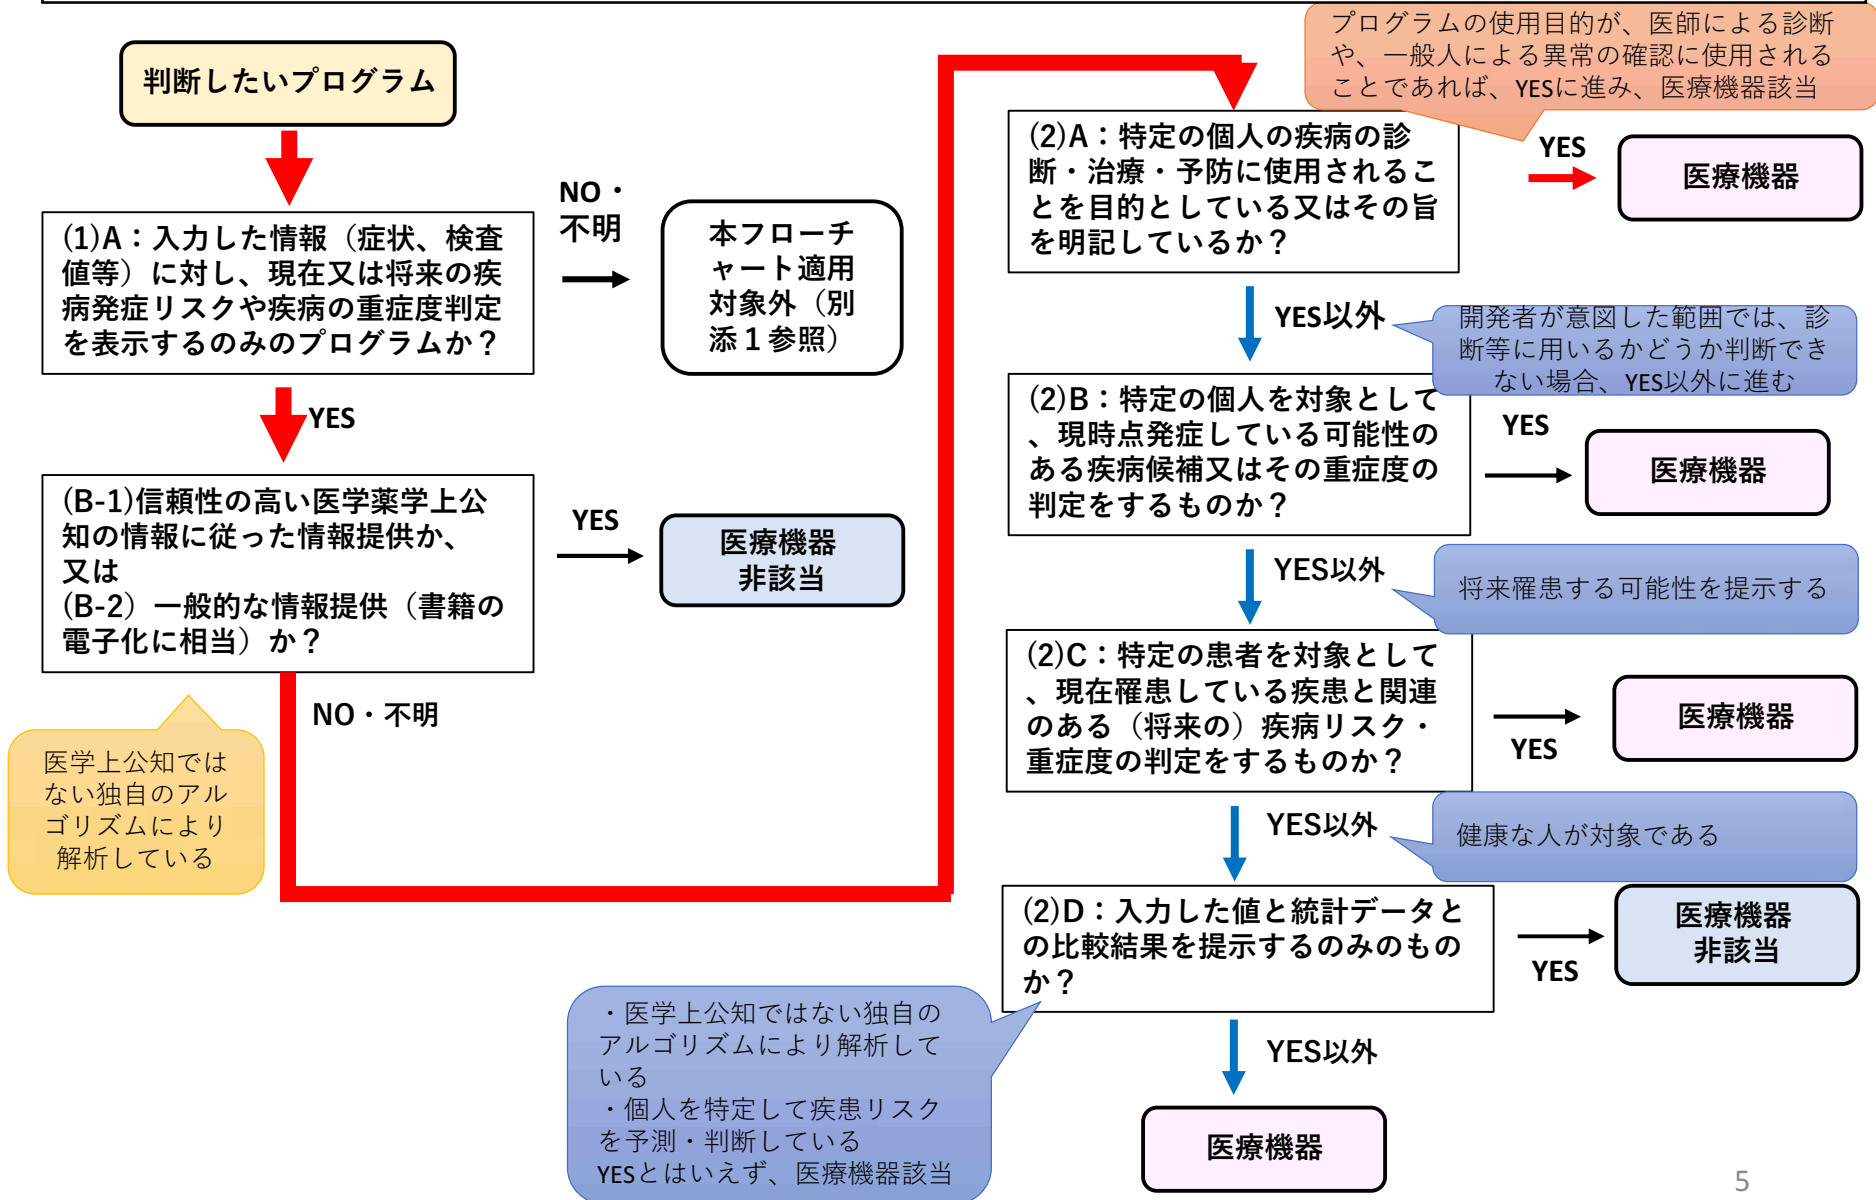 判断したいプログラム
(1)A：入力した情報（症状、検査
値等）に対し、現在又は将来の疾
病発症リスクや疾病の重症度判定
を表示するのみのプログラムか？
NO・
不明
本フローチ
ャート適用
対象外（別
添１参照）
YES
(B-1)信頼性の高い医学薬学上公
知の情報に従った情報提供か、
又は
(B-2）一般的な情報提供（書籍の
電子化に相当）か？
YES
医療機器
非該当
NO・不明
医学上公知では
ない独自のアル
ゴリズムにより
解析している
プログラムの使用目的が、医師による診断
や、一般人による異常の確認に使用される
ことであれば、YESに進み、医療機器該当
(2)A：特定の個人の疾病の診
断・治療・予防に使用されるこ
とを目的としている又はその旨
を明記しているか？
YES
医療機器
YES以外
開発者が意図した範囲では、診
断等に用いるかどうか判断でき
ない場合、YES以外に進む
(2)B：特定の個人を対象として
、現時点発症している可能性の
ある疾病候補又はその重症度の
判定をするものか？
YES
医療機器
YES以外
将来罹患する可能性を提示する
(2)C：特定の患者を対象として
、現在罹患している疾患と関連
のある（将来の）疾病リスク・
重症度の判定をするものか？
YES
医療機器
YES以外
健康な人が対象である
(2)D：入力した値と統計データと
の比較結果を提示するのみのもの
か？
YES
医療機器
非該当
・医学上公知ではない独自の
アルゴリズムにより解析して
いる
・個人を特定して疾患リスク
を予測・判断している
YESとはいえず、医療機器該当
YES以外
医療機器
5